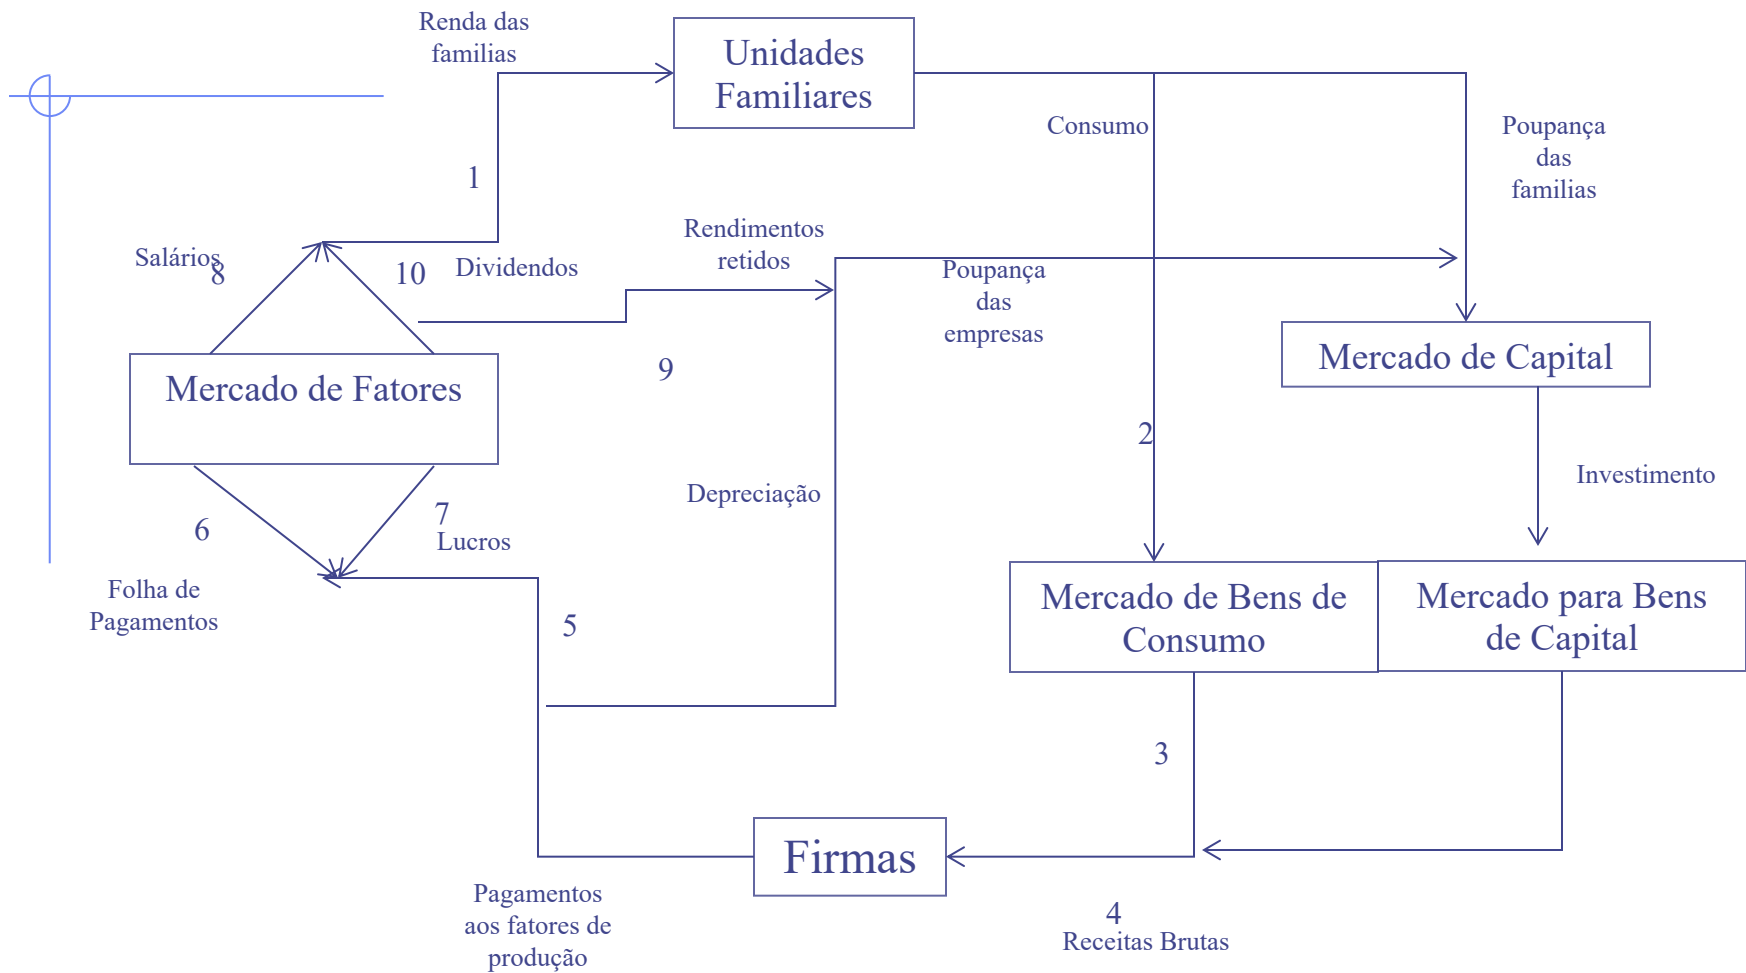 Renda das
familias
Unidades
Familiares
Consumo
Poupança
das
familias
1
Rendimentos
retidos
Salários
8
10
Dividendos
Poupança
das
empresas
Mercado de Fatores
9
Mercado de Capital
2
Depreciação
Investimento
6
7
Lucros
Folha de
Pagamentos
5
Mercado de Bens de
Consumo
Mercado para Bens
de Capital
3
Firmas
Pagamentos
aos fatores de
produção
4
Receitas Brutas